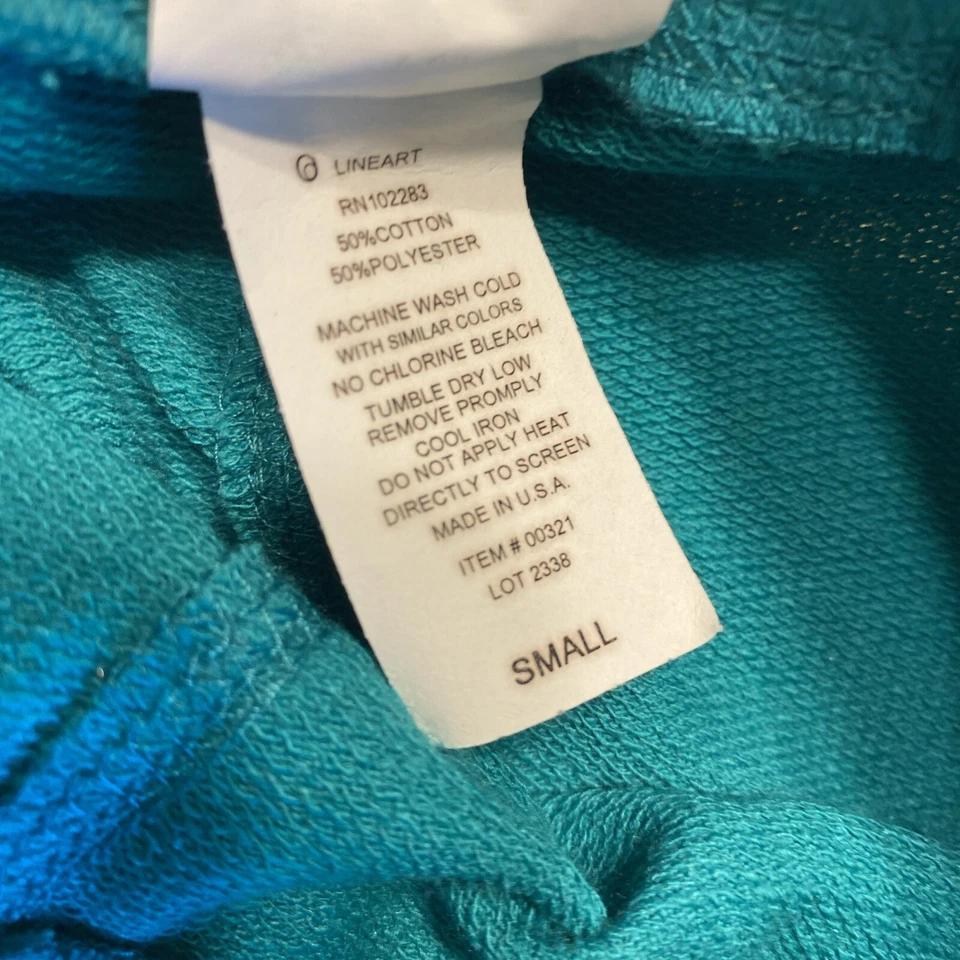 LINEART
RN102283
50%COTTON
50%POLYESTER
MACHINE WASH COLD
WITH SIMILAR COLORS
NO CHLORINE BLEACH
TUMBLE DRY LOW
REMOVE PROMPLY
COOL IRON
DO NOT APPLY HEAT
DIRECTLY TO SCREEN
MADE IN U.S.A.
ITEM # 00321
LOT 2338
SMALL